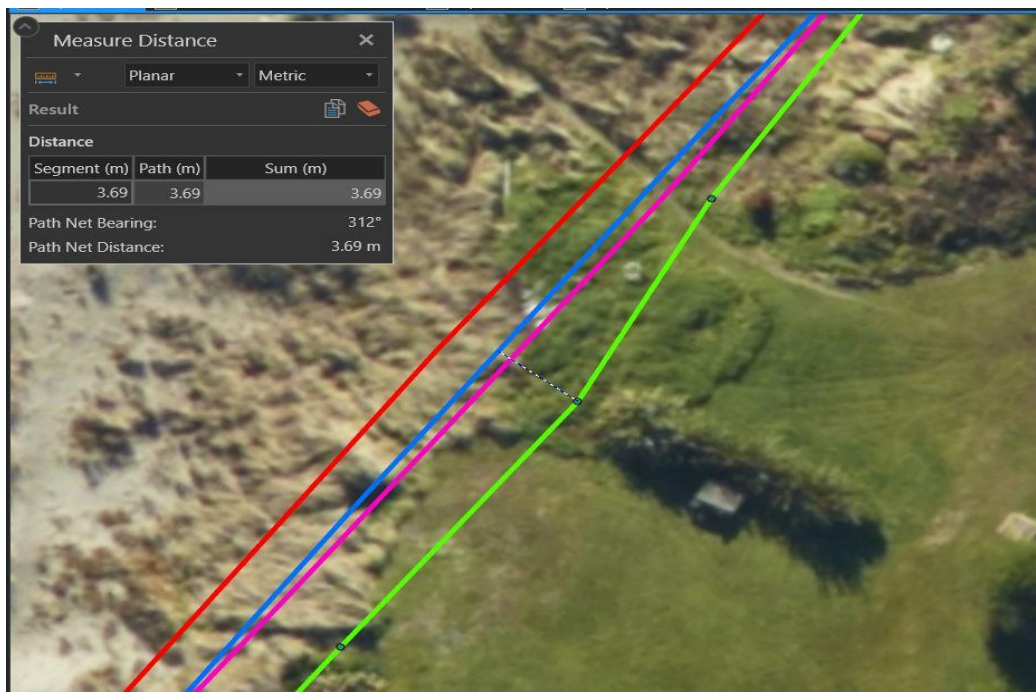 Measure Distance
Planar Metric
Result
Distance
Segment (m) Path (m) Sum (m)
3.69 3.69 3.69
Path Net Bearing: 312°
Path Net Distance: 3.69 m